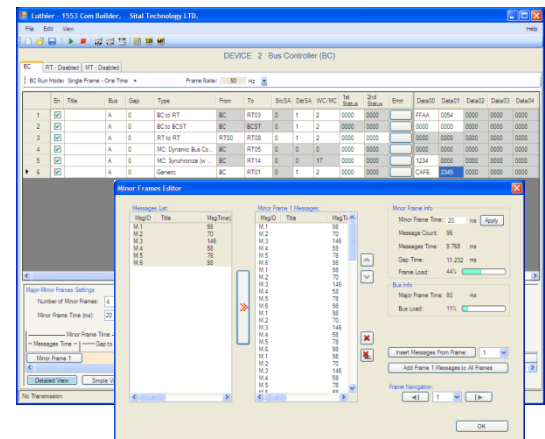 Luthier - 1553 Com Builder. Sital Technology LTD.
File Edit View Help
DEVICE 2 : Bus Controller (BC)
BC RT - Disabled MT - Disabled
BC Run Mode: Single Frame - One Time Frame Rate: 50 Hz
En Title Bus Gap Type From To SrcSA DstSA WC/MC 1st Status 2nd Status Error Data00 Data01 Data02 Data03 Data04
1 A 0 BC to RT BC RT03 0 1 2 0000 0000 FFAA 0054 0000 0000 0000
2 A 0 BC to BCST BC BCST 0 1 2 0000 0000 0000 0000 0000 0000 0000
3 A 0 RT to RT RT00 RT08 0 1 2 0000 0000 0000 0000 0000 0000 0000
4 A 0 MC: Dynamic Bus Co... BC RT05 0 0 0 0000 0000 0000 0000 0000 0000 0000
5 A 0 MC: Synchronize (w ... BC RT14 0 0 17 0000 0000 1234 0000 0000 0000 0000
6 A 0 Generic BC RT01 0 1 2 0000 0000 CAFE 2345 0000 0000 0000
Minor Frames Editor
Messages List:
MsgID Title MsgTime(
M.1 98
M.2 70
M.3 146
M.4 58
M.5 78
M.6 98
Minor Frame 1 Messages:
MsgID Title MsgTi
M.1 98
M.2 70
M.3 146
M.4 58
M.5 78
M.6 98
M.1 98
M.2 70
M.3 146
M.4 58
M.5 78
M.6 98
M.1 98
M.2 70
M.3 146
M.4 58
M.5 78
M.6 98
M.1 98
M.2 70
M.3 146
M.4 58
M.5 78
Minor Frame Info
Minor Frame Time: 20 ms Apply
Message Count: 96
Messages Time: 8.768 ms
Gap Time: 11.232 ms
Frame Load: 44%
Bus Info
Major Frame Time: 80 ms
Bus Load: 11%
Insert Messages From Frame: 1
Add Frame 1 Messages to All Frames
Frame Navigation:
1
OK
Major-Minor Frames Settings
Number of Minor Frames: 4
Minor Frame Time (ms): 20
Minor Frame Time
Messages Time Gap to
Minor Frame 1
Detailed View Simple V
No Transmission